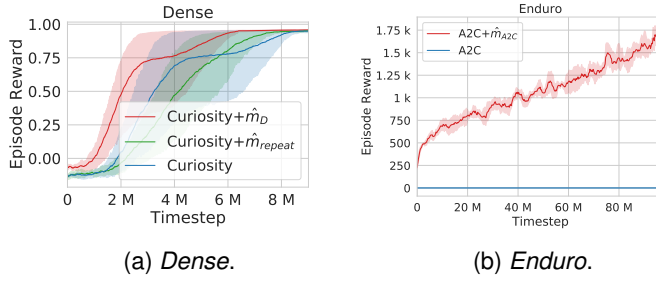 Dense
Episode Reward
1.00
0.75
0.50
0.25
0.00
Curiosity+m̂_D
Curiosity+m̂_repeat
Curiosity
0 2 M 4 M 6 M 8 M
Timestep
(a) Dense.
Enduro
Episode Reward
1.75 k
1.5 k
1.25 k
1 k
750
500
250
0
A2C+m̂_A2C
A2C
0 20 M 40 M 60 M 80 M
Timestep
(b) Enduro.